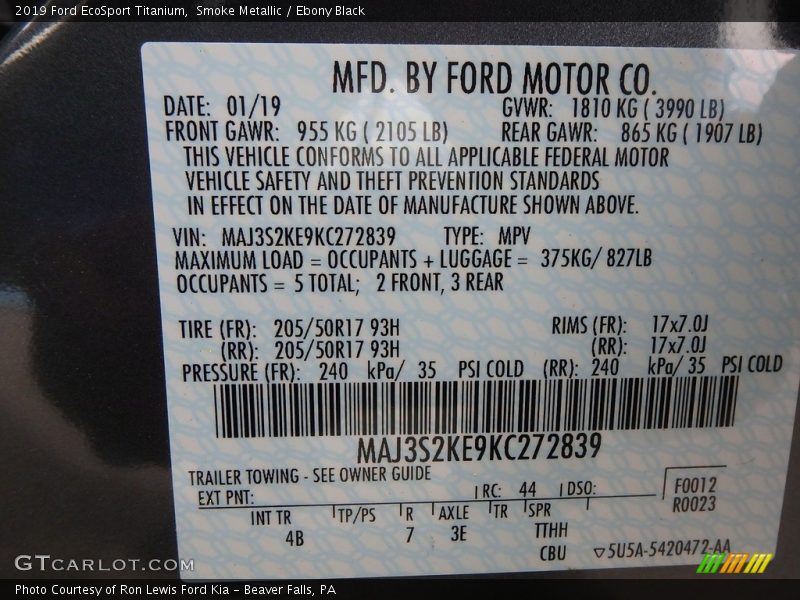 2019 Ford EcoSport Titanium,  Smoke Metallic / Ebony Black
MFD. BY FORD MOTOR CO.
DATE: 01/19 GVWR: 1810 KG ( 3990 LB)
FRONT GAWR: 955 KG ( 2105 LB) REAR GAWR: 865 KG ( 1907 LB)
THIS VEHICLE CONFORMS TO ALL APPLICABLE FEDERAL MOTOR
VEHICLE SAFETY AND THEFT PREVENTION STANDARDS
IN EFFECT ON THE DATE OF MANUFACTURE SHOWN ABOVE.
VIN: MAJ3S2KE9KC272839 TYPE: MPV
MAXIMUM LOAD = OCCUPANTS + LUGGAGE = 375KG/ 827LB
OCCUPANTS = 5 TOTAL; 2 FRONT, 3 REAR
TIRE (FR): 205/50R17 93H RIMS (FR): 17x7.0J
(RR): 205/50R17 93H (RR): 17x7.0J
PRESSURE (FR): 240 kPa/ 35 PSI COLD (RR): 240 kPa/ 35 PSI COLD
MAJ3S2KE9KC272839
TRAILER TOWING - SEE OWNER GUIDE
EXT PNT: RC: 44 DSO: F0012
R0023
INT TR TP/PS R AXLE TR SPR
4B 7 3E TTHH
CBU 5U5A-5420472-AA
GTCARLOT.COM
Photo Courtesy of Ron Lewis Ford Kia - Beaver Falls, PA